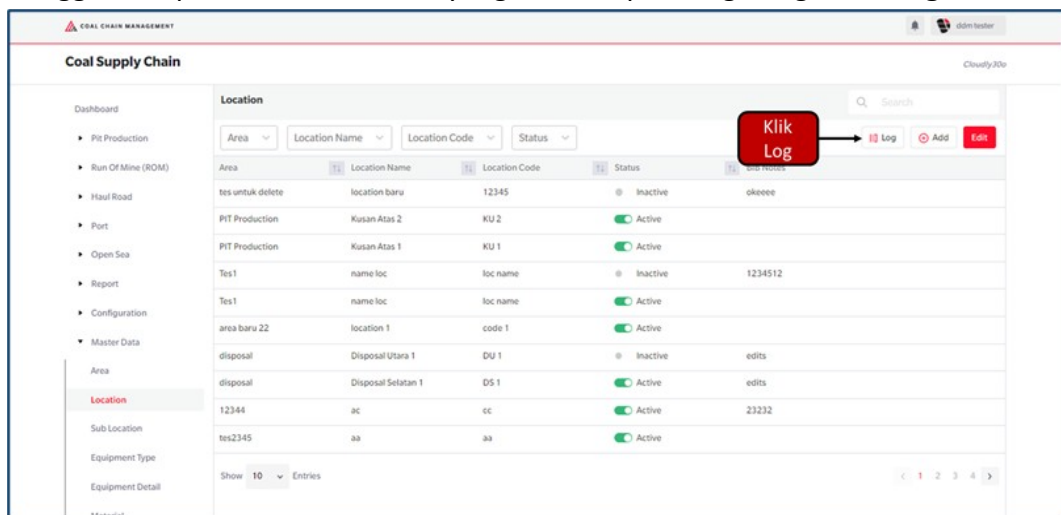 COAL CHAIN MANAGEMENT
ddm tester
Coal Supply Chain
Cloudly30o
Dashboard
Pit Production
Run Of Mine (ROM)
Haul Road
Port
Open Sea
Report
Configuration
Master Data
Area
Location
Sub Location
Equipment Type
Equipment Detail
Location
Search
Area Location Name Location Code Status
Klik
Log
Log Add Edit
Area Location Name Location Code Status Notes
tes untuk delete location baru 12345 Inactive okeeee
PIT Production Kusan Atas 2 KU 2 Active
PIT Production Kusan Atas 1 KU 1 Active
Tes1 name loc loc name Inactive 1234512
Tes1 name loc loc name Active
area baru 22 location 1 code 1 Active
disposal Disposal Utara 1 DU 1 Inactive edits
disposal Disposal Selatan 1 DS 1 Active edits
12344 ac cc Active 23232
tes2345 aa aa Active
Show 10 Entries
1 2 3 4